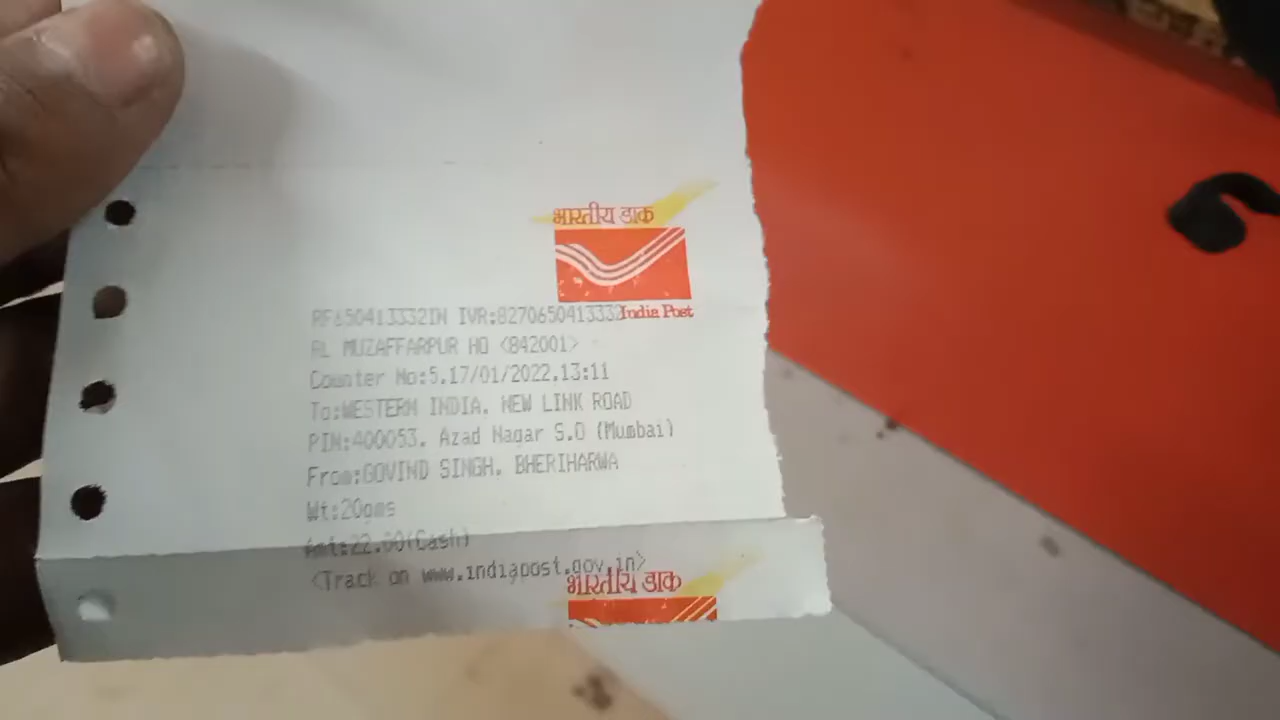 भारतीय डाक
India Post
RF650413332IN IVR:8270650413332
RL MUZAFFARPUR HO <842001>
Counter No:5,17/01/2022,13:11
To:WESTERN INDIA, NEW LINK ROAD
PIN:400053, Azad Nagar S.O (Mumbai)
From:GOVIND SINGH, BHERIHARWA
Wt:20gms
Amt:22.00(Cash)
<Track on www.indiapost.gov.in>
भारतीय डाक